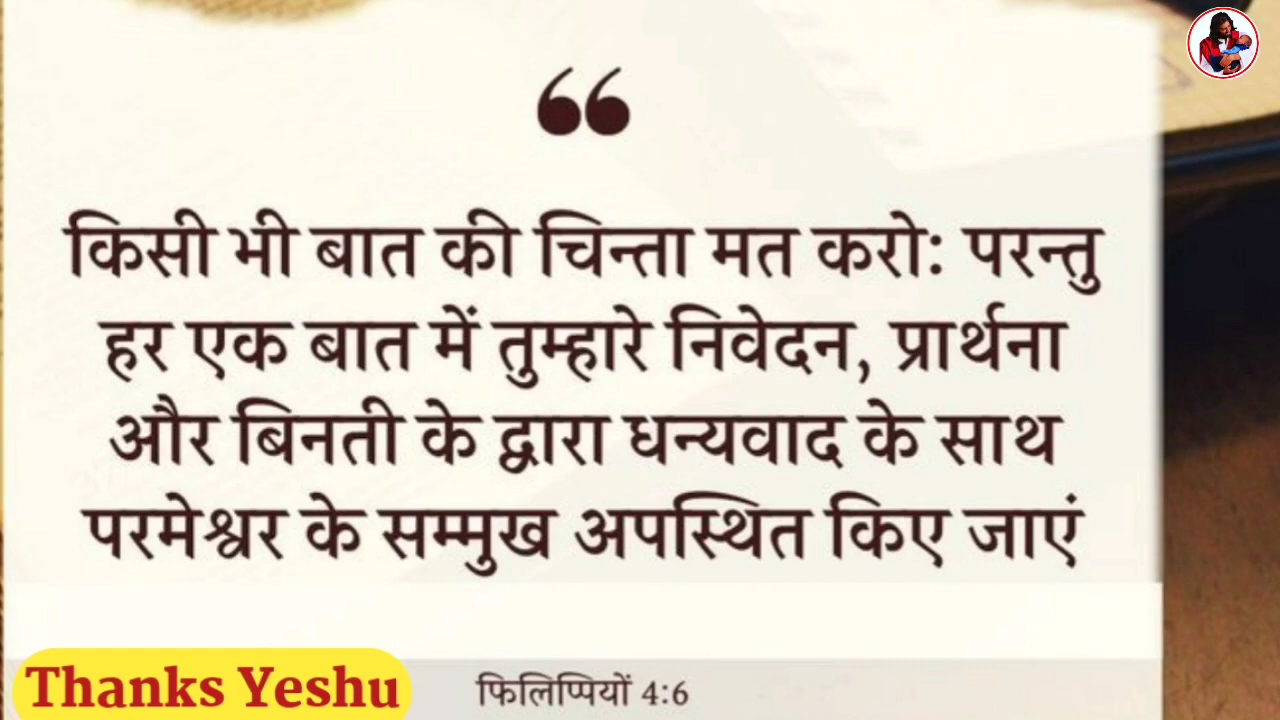 ❝
किसी भी बात की चिन्ता मत करो: परन्तु
हर एक बात में तुम्हारे निवेदन, प्रार्थना
और बिनती के द्वारा धन्यवाद के साथ
परमेश्वर के सम्मुख अपस्थित किए जाएं
Thanks Yeshu
फिलिप्पियों 4:6